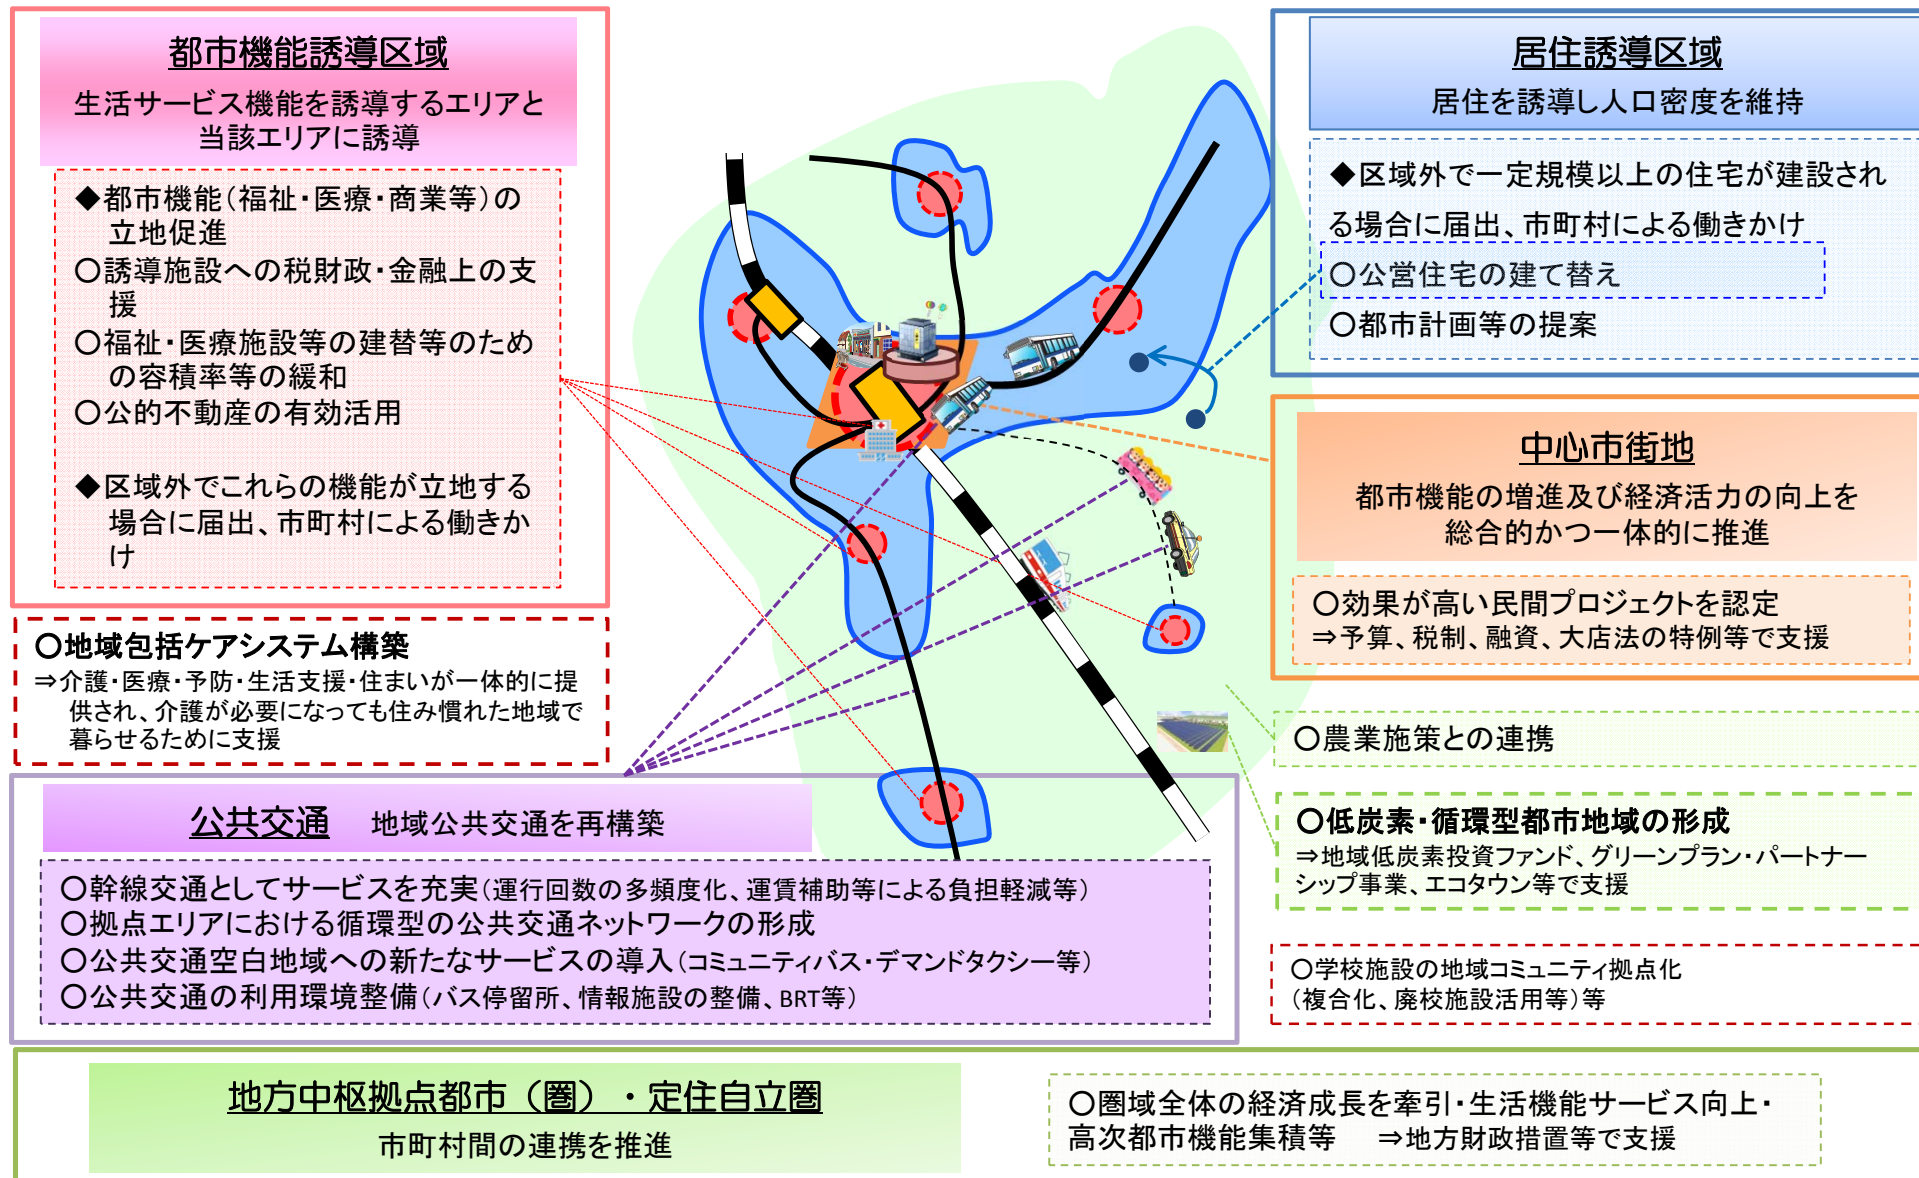 都市機能誘導区域
生活サービス機能を誘導するエリアと
当該エリアに誘導
◆都市機能（福祉・医療・商業等）の
立地促進
○誘導施設への税財政・金融上の支
援
○福祉・医療施設等の建替等のため
の容積率等の緩和
○公的不動産の有効活用
◆区域外でこれらの機能が立地する
場合に届出、市町村による働きか
け
○地域包括ケアシステム構築
⇒介護・医療・予防・生活支援・住まいが一体的に提
供され、介護が必要になっても住み慣れた地域で
暮らせるために支援
居住誘導区域
居住を誘導し人口密度を維持
◆区域外で一定規模以上の住宅が建設され
る場合に届出、市町村による働きかけ
○公営住宅の建て替え
○都市計画等の提案
中心市街地
都市機能の増進及び経済活力の向上を
総合的かつ一体的に推進
○効果が高い民間プロジェクトを認定
⇒予算、税制、融資、大店法の特例等で支援
○農業施策との連携
○低炭素・循環型都市地域の形成
⇒地域低炭素投資ファンド、グリーンプラン・パートナー
シップ事業、エコタウン等で支援
○学校施設の地域コミュニティ拠点化
（複合化、廃校施設活用等）等
公共交通　地域公共交通を再構築
○幹線交通としてサービスを充実（運行回数の多頻度化、運賃補助等による負担軽減等）
○拠点エリアにおける循環型の公共交通ネットワークの形成
○公共交通空白地域への新たなサービスの導入（コミュニティバス・デマンドタクシー等）
○公共交通の利用環境整備（バス停留所、情報施設の整備、BRT等）
地方中枢拠点都市（圏）・定住自立圏
市町村間の連携を推進
○圏域全体の経済成長を牽引・生活機能サービス向上・
高次都市機能集積等　⇒地方財政措置等で支援